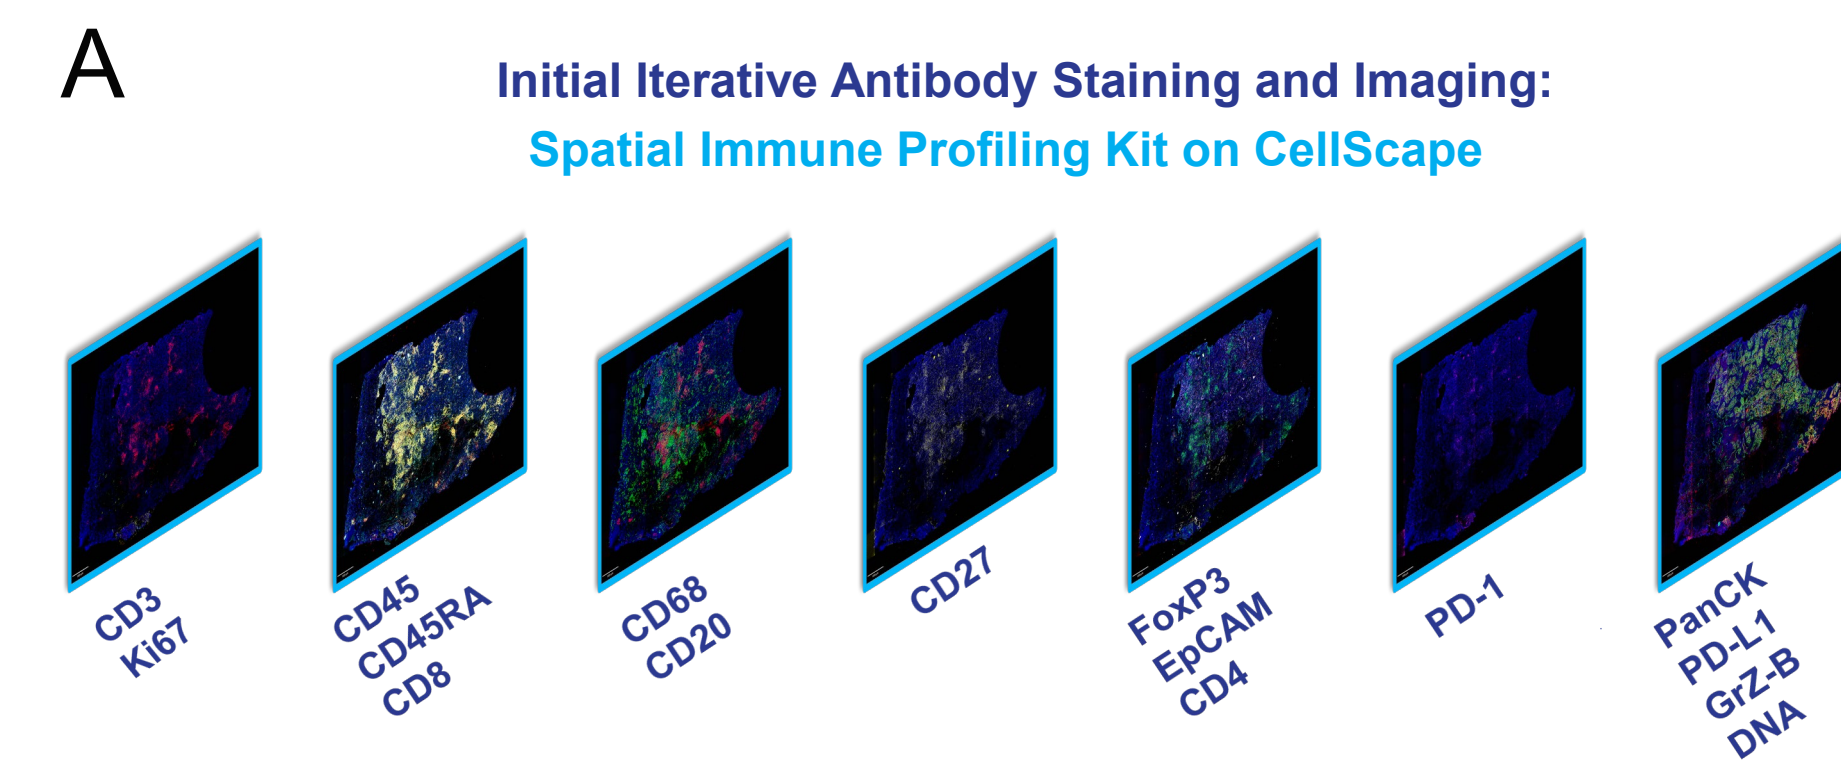 A
Initial Iterative Antibody Staining and Imaging:
Spatial Immune Profiling Kit on CellScape
CD3
Ki67
CD45
CD45RA
CD8
CD68
CD20
CD27
FoxP3
EpCAM
CD4
PD-1
PanCK
PD-L1
GrZ-B
DNA